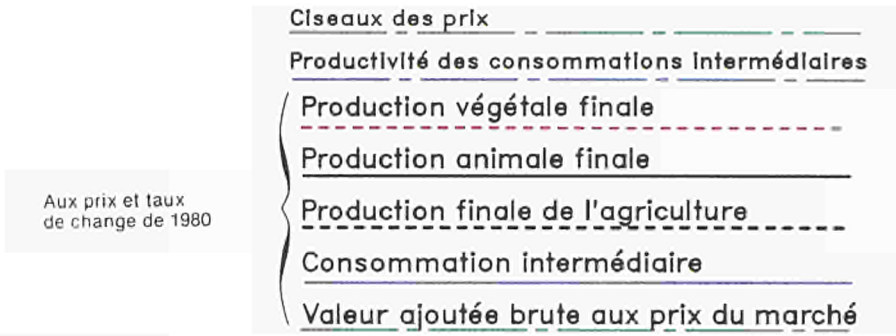 Ciseaux des prix
Productivité des consommations intermédiaires
Production végétale finale
Production animale finale
Aux prix et taux
de change de 1980
Production finale de l'agriculture
Consommation intermédiaire
Valeur ajoutée brute aux prix du marché